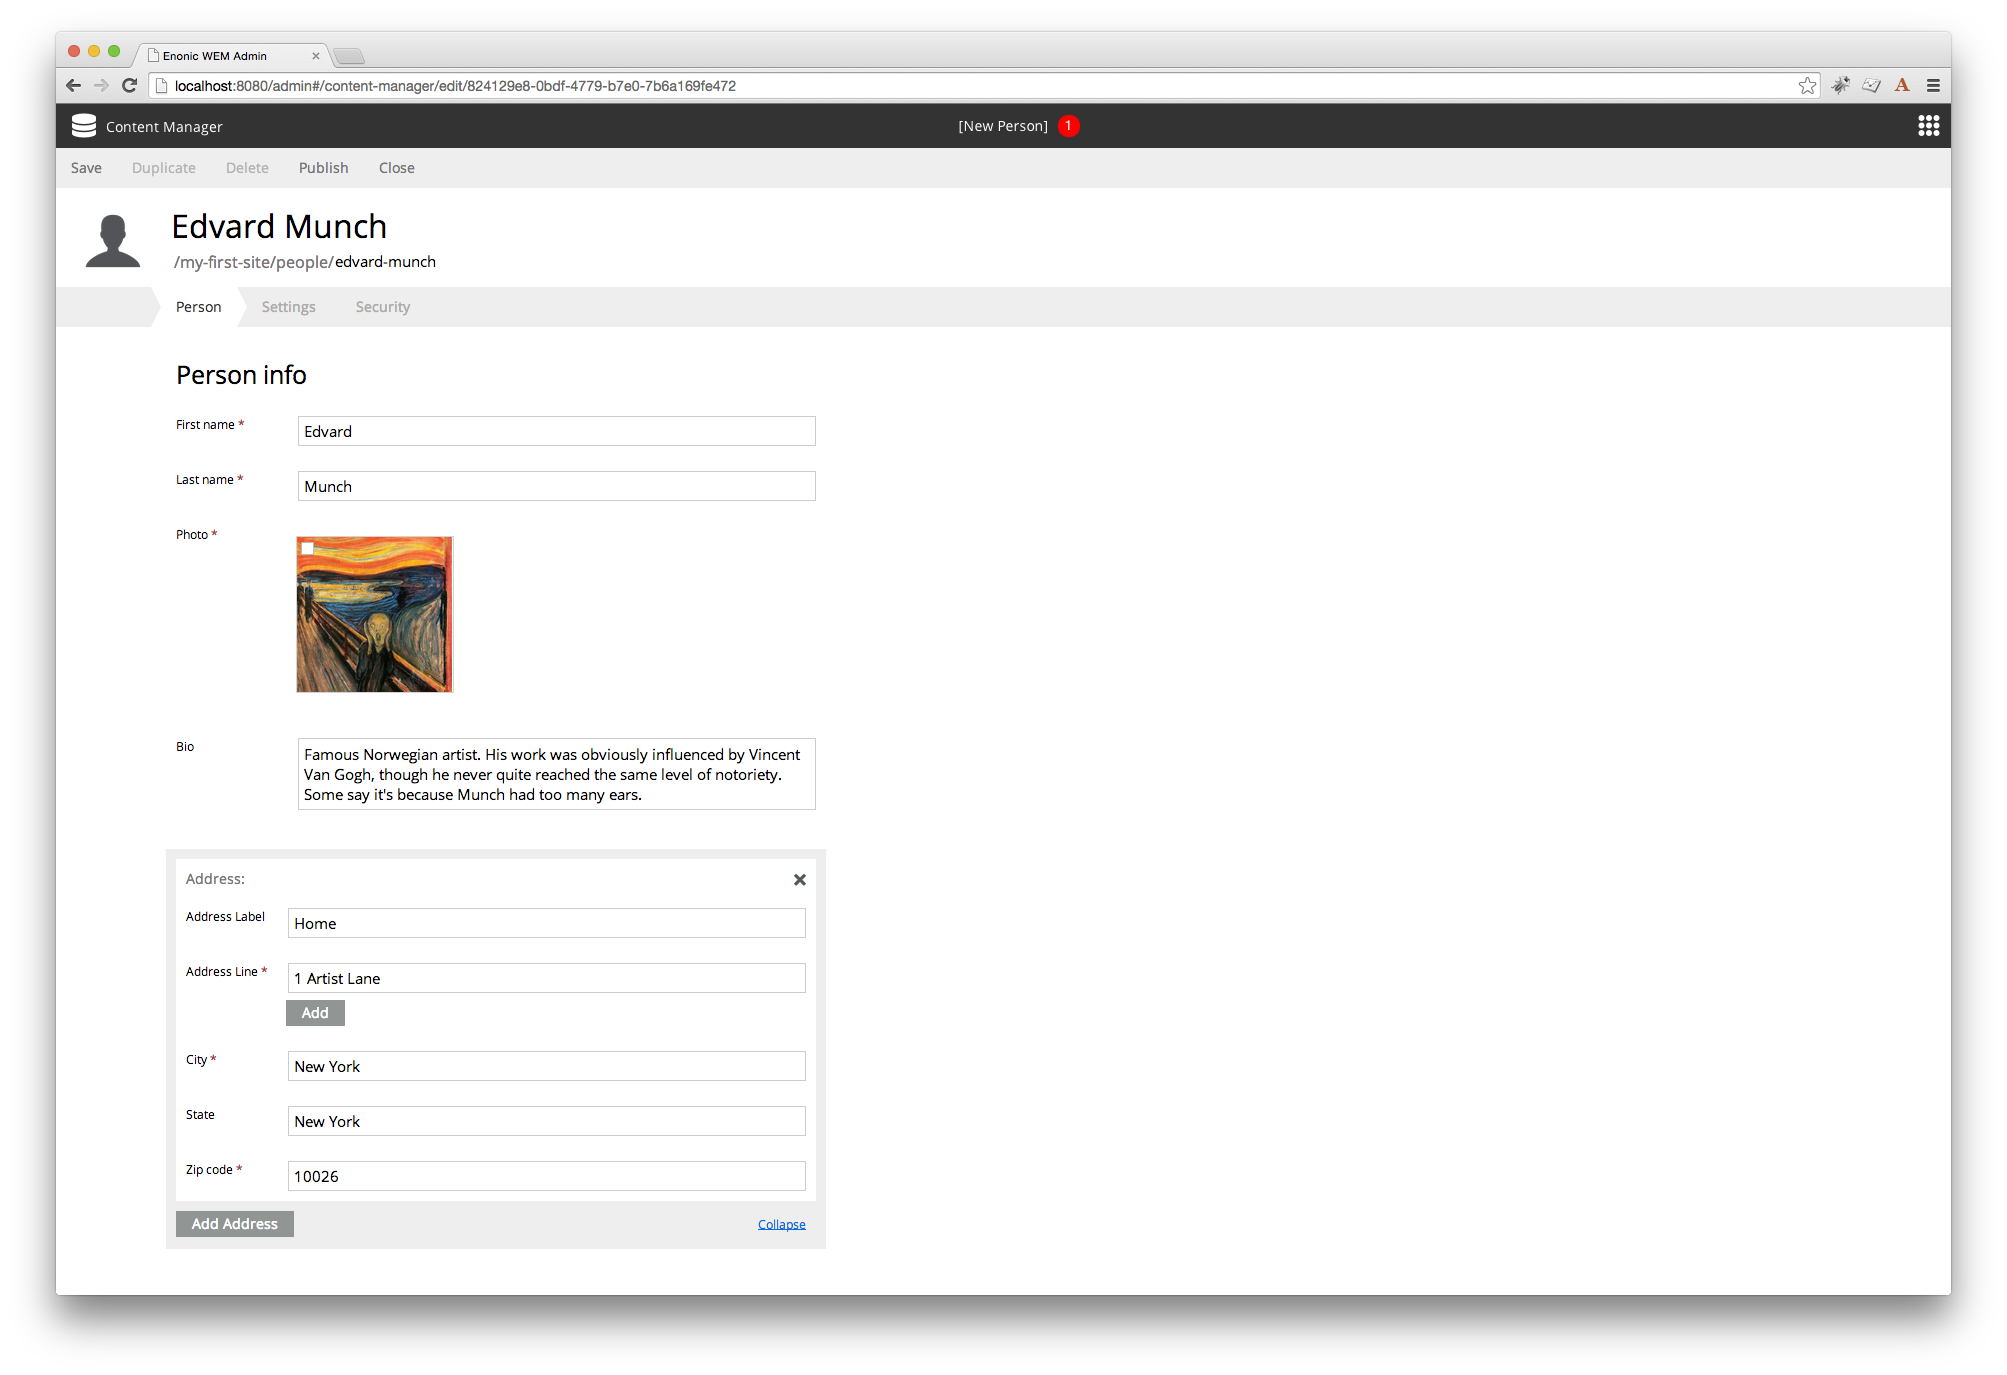 Enonic WEM Admin
localhost:8080/admin#/content-manager/edit/824129e8-0bdf-4779-b7e0-7b6a169fe472
A
Content Manager
[New Person] 1
Save Duplicate Delete Publish Close
Edvard Munch
/my-first-site/people/edvard-munch
Person Settings Security
Person info
First name *
Edvard
Last name *
Munch
Photo *
Bio
Famous Norwegian artist. His work was obviously influenced by Vincent
Van Gogh, though he never quite reached the same level of notoriety.
Some say it's because Munch had too many ears.
Address:
Address Label
Home
Address Line *
1 Artist Lane
Add
City *
New York
State
New York
Zip code *
10026
Add Address
Collapse